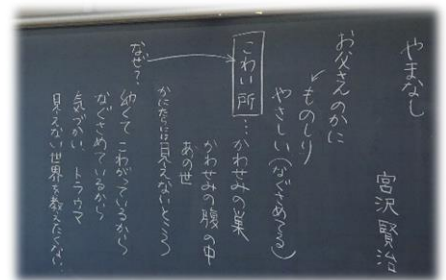 やまなし
宮沢賢治
お父さんのかに
ものしり
やさしい(なぐさめてる)
こわい所…かわせみの巣
かわせみの腹の中
あの世
なぜ?
かにたちには見えないところ
幼くてこわがっているから
なぐさめているから
気づかい、トラウマ
見えない世界を教えたくない。